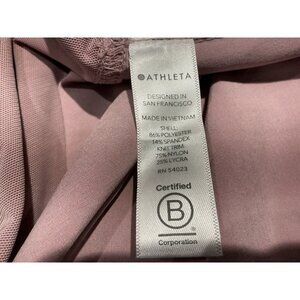 ATHLETA
DESIGNED IN
SAN FRANCISCO
MADE IN VIETNAM
SHELL:
86% POLYESTER
14% SPANDEX
KNIT TRIM:
75% NYLON
25% LYCRA
RN 54023
Certified
B
Corporation